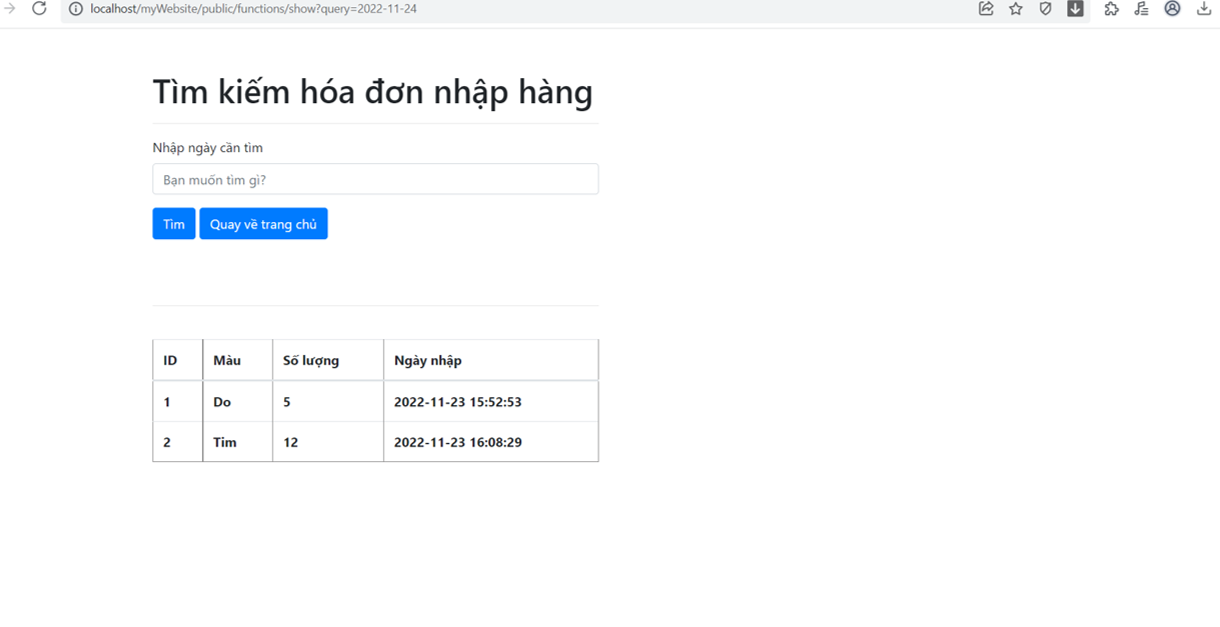 localhost/myWebsite/public/functions/show?query=2022-11-24
Tìm kiếm hóa đơn nhập hàng
Nhập ngày cần tìm
Bạn muốn tìm gì?
Tìm Quay về trang chủ
ID Màu Số lượng Ngày nhập
1 Do 5 2022-11-23 15:52:53
2 Tim 12 2022-11-23 16:08:29